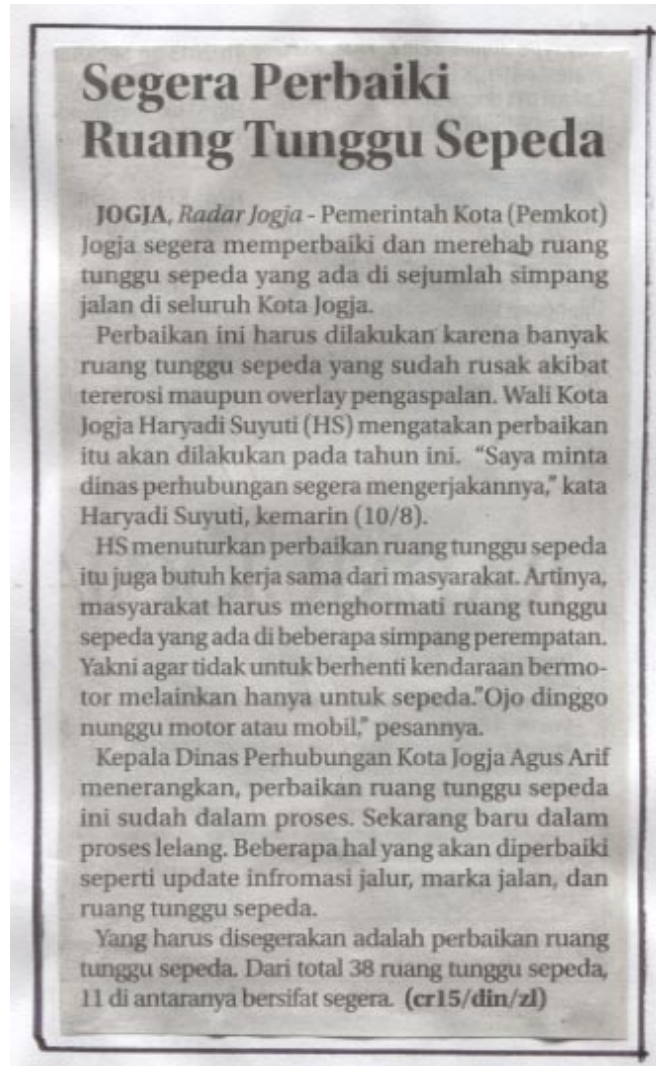 Segera Perbaiki
Ruang Tunggu Sepeda
JOGJA, Radar Jogja - Pemerintah Kota (Pemkot)
Jogja segera memperbaiki dan merehab ruang
tunggu sepeda yang ada di sejumlah simpang
jalan di seluruh Kota Jogja.
Perbaikan ini harus dilakukan karena banyak
ruang tunggu sepeda yang sudah rusak akibat
tererosi maupun overlay pengaspalan. Wali Kota
Jogja Haryadi Suyuti (HS) mengatakan perbaikan
itu akan dilakukan pada tahun ini. “Saya minta
dinas perhubungan segera mengerjakannya,” kata
Haryadi Suyuti, kemarin (10/8).
HS menuturkan perbaikan ruang tunggu sepeda
itu juga butuh kerja sama dari masyarakat. Artinya,
masyarakat harus menghormati ruang tunggu
sepeda yang ada di beberapa simpang perempatan.
Yakni agar tidak untuk berhenti kendaraan bermo-
tor melainkan hanya untuk sepeda.”Ojo dinggo
nunggu motor atau mobil,” pesannya.
Kepala Dinas Perhubungan Kota Jogja Agus Arif
menerangkan, perbaikan ruang tunggu sepeda
ini sudah dalam proses. Sekarang baru dalam
proses lelang. Beberapa hal yang akan diperbaiki
seperti update infromasi jalur, marka jalan, dan
ruang tunggu sepeda.
Yang harus disegerakan adalah perbaikan ruang
tunggu sepeda. Dari total 38 ruang tunggu sepeda,
11 di antaranya bersifat segera. (cr15/din/zl)